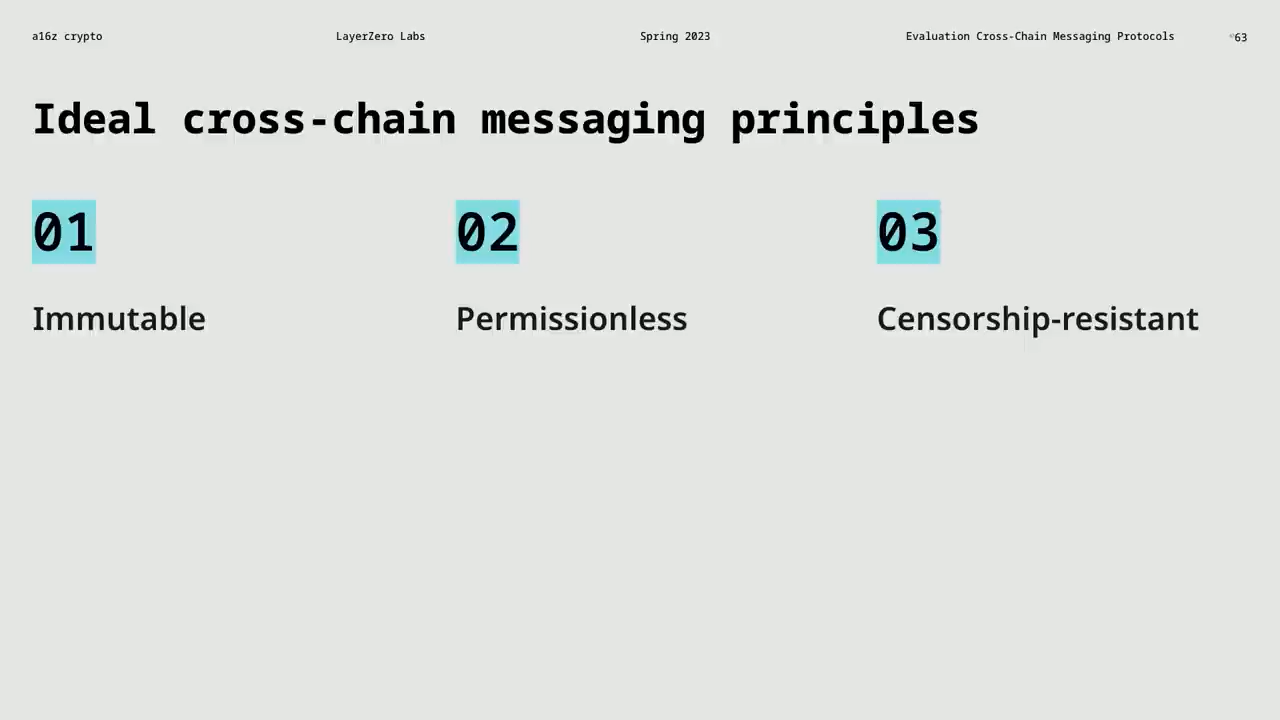 a16z crypto LayerZero Labs Spring 2023 Evaluation Cross-Chain Messaging Protocols 63
Ideal cross-chain messaging principles
01 02 03
Immutable Permissionless Censorship-resistant